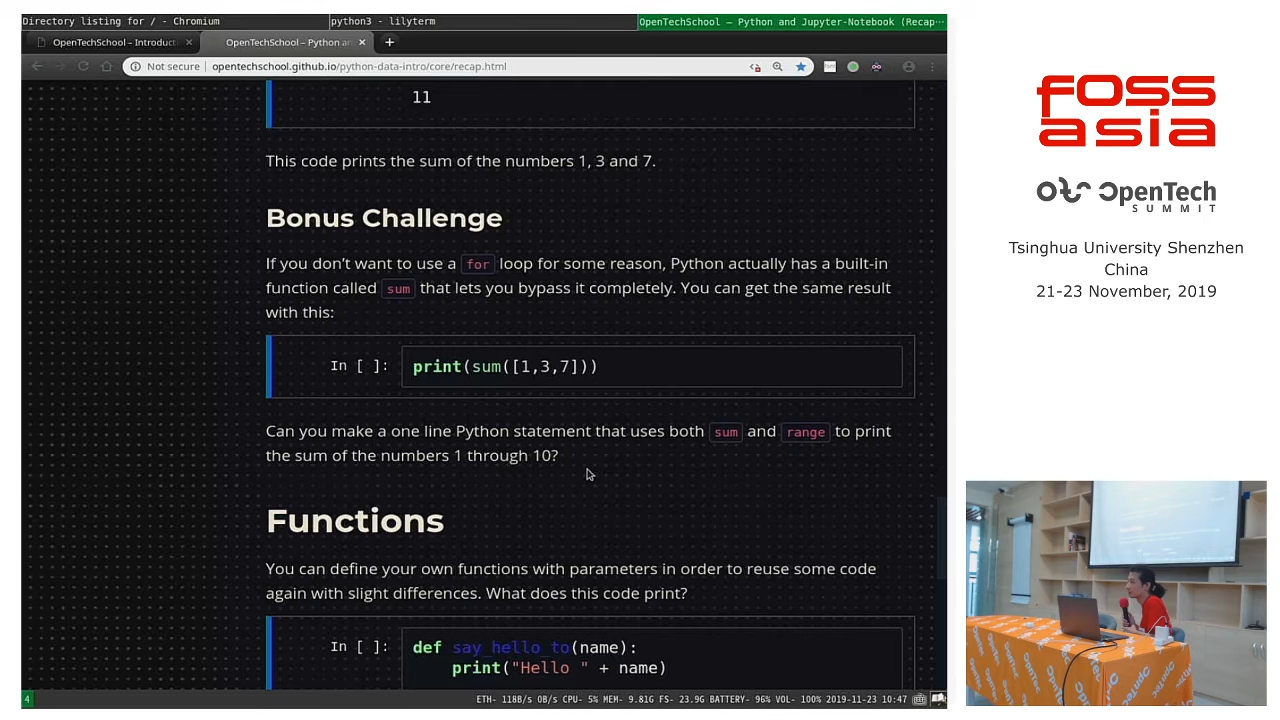 Directory listing for / - Chromium
python3 - lilyterm
OpenTechSchool – Python and Jupyter-Notebook (Recap···
OpenTechSchool – Introducti
OpenTechSchool – Python an
Not secure | opentechschool.github.io/python-data-intro/core/recap.html
11
This code prints the sum of the numbers 1, 3 and 7.
Bonus Challenge
If you don't want to use a for loop for some reason, Python actually has a built-in
function called sum that lets you bypass it completely. You can get the same result
with this:
In [ ]: print(sum([1,3,7]))
Can you make a one line Python statement that uses both sum and range to print
the sum of the numbers 1 through 10?
Functions
You can define your own functions with parameters in order to reuse some code
again with slight differences. What does this code print?
In [ ]: def say_hello_to(name):
print("Hello " + name)
4
ETH- 118B/s 0B/s CPU- 5% MEM- 9.81G FS- 23.9G BATTERY- 96% VOL- 100% 2019-11-23 10:47
FOSS
ASIA
OpenTech
SUMMIT
Tsinghua University Shenzhen
China
21-23 November, 2019